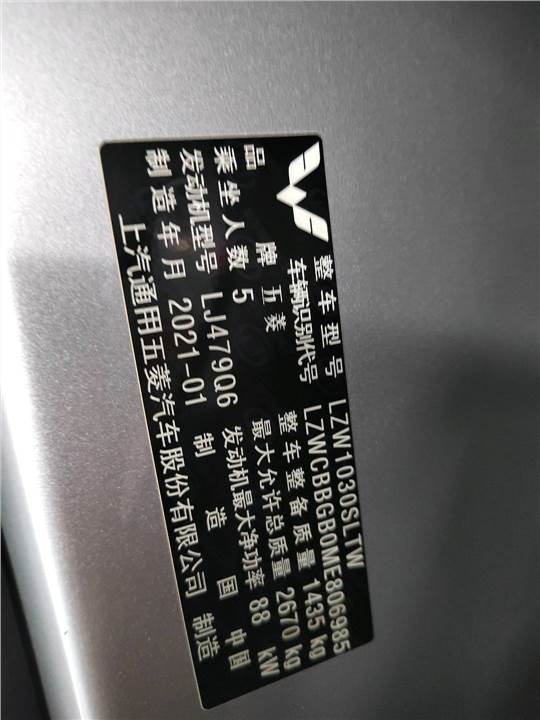 整车型号 LZW1030SLTW
车辆识别代号 LZWCBBGB0ME806985
品牌 五菱 整车整备质量 1435 kg
乘坐人数 5 最大允许总质量 2670 kg
发动机型号 LJ479Q6 发动机最大净功率 88 kW
制造年月 2021-01 制造国 中国
上汽通用五菱汽车股份有限公司 制造